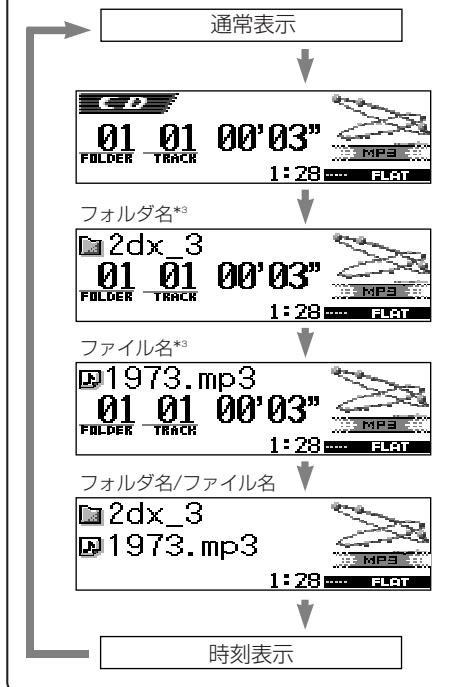 通常表示
CD
01 01 00'03"
FOLDER TRACK
MP3
1:28 FLAT
フォルダ名*3
2dx_3
01 01 00'03"
FOLDER TRACK
MP3
1:28 FLAT
ファイル名*3
1973.mp3
01 01 00'03"
FOLDER TRACK
MP3
1:28 FLAT
フォルダ名/ファイル名
2dx_3
1973.mp3
MP3
1:28 FLAT
時刻表示